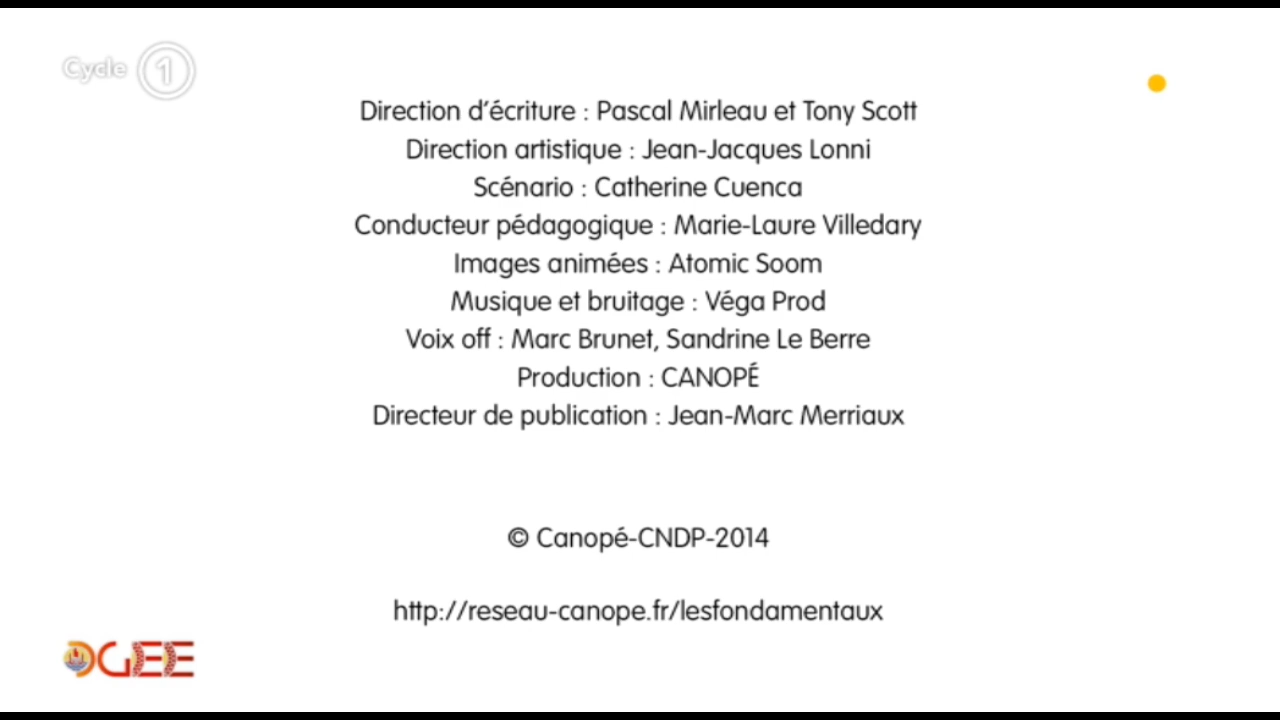 Cycle 1
Direction d'écriture : Pascal Mirleau et Tony Scott
Direction artistique : Jean-Jacques Lonni
Scénario : Catherine Cuenca
Conducteur pédagogique : Marie-Laure Villedary
Images animées : Atomic Soom
Musique et bruitage : Véga Prod
Voix off : Marc Brunet, Sandrine Le Berre
Production : CANOPÉ
Directeur de publication : Jean-Marc Merriaux
© Canopé-CNDP-2014
http://reseau-canope.fr/lesfondamentaux
DGEE